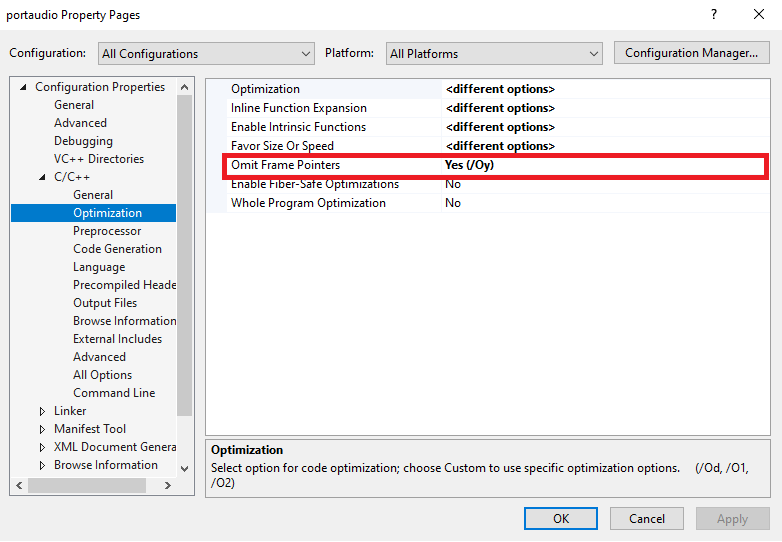 portaudio Property Pages
?
Configuration: All Configurations Platform: All Platforms Configuration Manager...
Configuration Properties
General
Advanced
Debugging
VC++ Directories
C/C++
General
Optimization
Preprocessor
Code Generation
Language
Precompiled Heade
Output Files
Browse Information
External Includes
Advanced
All Options
Command Line
Linker
Manifest Tool
XML Document Genera
Browse Information
Optimization <different options>
Inline Function Expansion <different options>
Enable Intrinsic Functions <different options>
Favor Size Or Speed <different options>
Omit Frame Pointers Yes (/Oy)
Enable Fiber-Safe Optimizations No
Whole Program Optimization No
Optimization
Select option for code optimization; choose Custom to use specific optimization options. (/Od, /O1,
/O2)
OK Cancel Apply